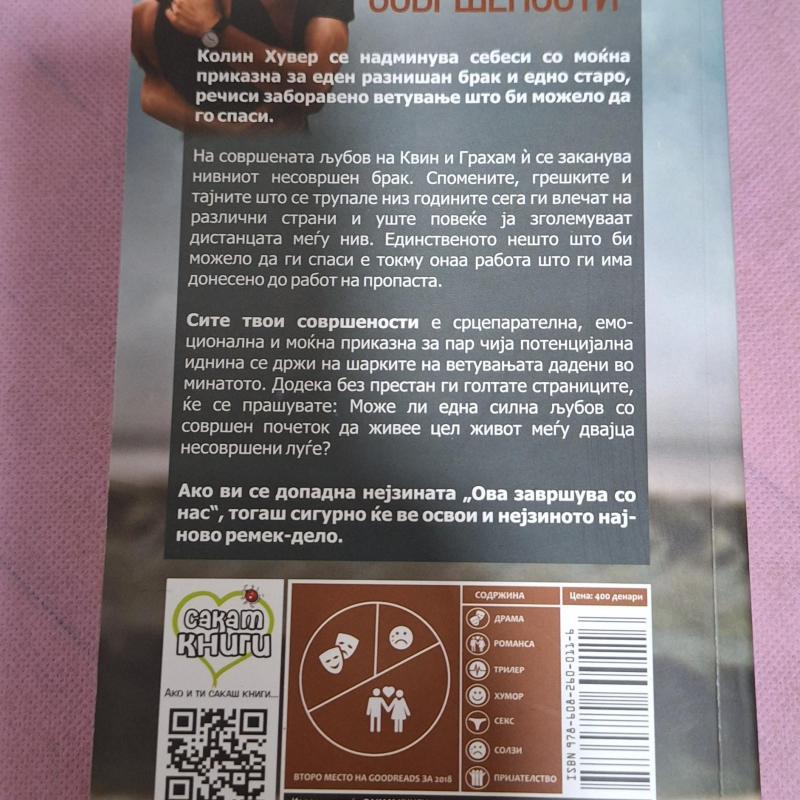 СОВРШЕНОСТИ
Колин Хувер се надминува себеси со моќна
приказна за еден разнишан брак и едно старо,
речиси заборавено ветување што би можело да
го спаси.
На совршената љубов на Квин и Грахам ѝ се заканува
нивниот несовршен брак. Спомените, грешките и
тајните што се трупале низ годините сега ги влечат на
различни страни и уште повеќе ја зголемуваат
дистанцата меѓу нив. Единственото нешто што би
можело да ги спаси е токму онаа работа што ги има
донесено до работ на пропаста.
Сите твои совршености е срцепарателна, емо-
ционална и моќна приказна за пар чија потенцијална
иднина се држи на шарките на ветувањата дадени во
минатото. Додека без престан ги голтате страниците,
ќе се прашувате: Може ли една силна љубов со
совршен почеток да живее цел живот меѓу двајца
несовршени луѓе?
Ако ви се допадна нејзината „Ова завршува со
нас“, тогаш сигурно ќе ве освои и нејзиното нај-
ново ремек-дело.
сакам
книги
Ако и ти сакаш книги...
ВТОРО МЕСТО НА GOODREADS ЗА 2018
СОДРЖИНА
ДРАМА
РОМАНСА
ТРИЛЕР
ХУМОР
СЕКС
СОЛЗИ
ПРИЈАТЕЛСТВО
Цена: 400 денари
ISBN 978-608-260-011-6